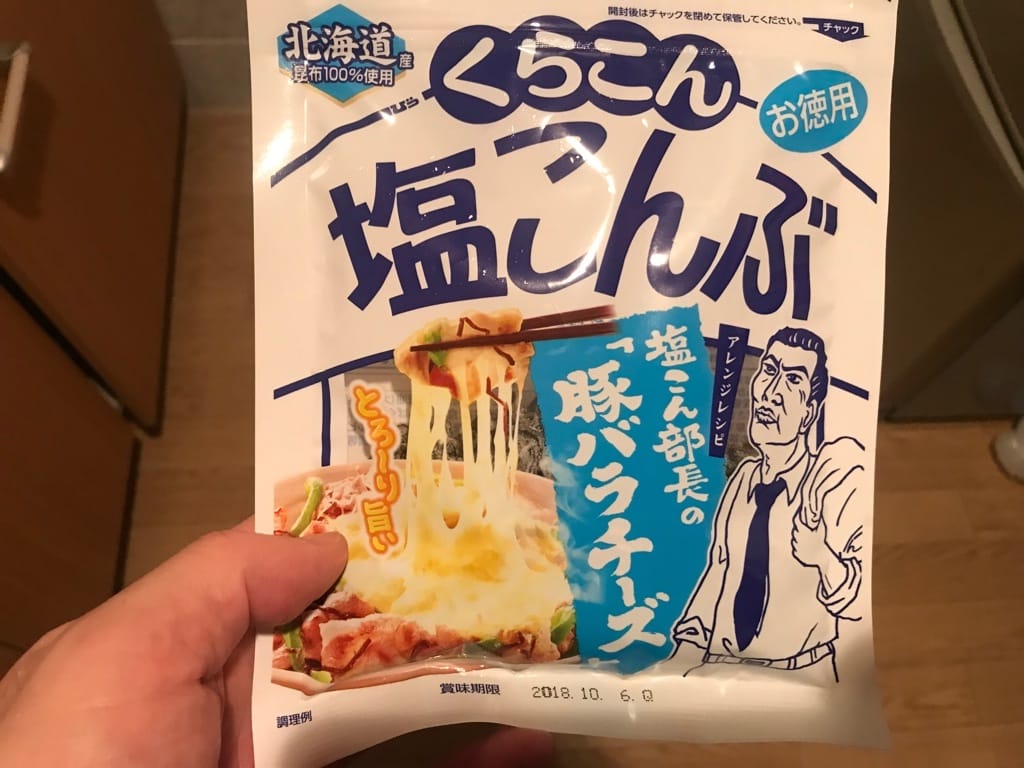 開封後はチャックを閉めて保管してください。
チャック
北海道産
昆布100%使用
くらこん
お徳用
塩こんぶ
アレンジレシピ
塩こん部長の
「豚バラチーズ」
とろ〜り旨い
賞味期限 2018.10. 6.Q
調理例